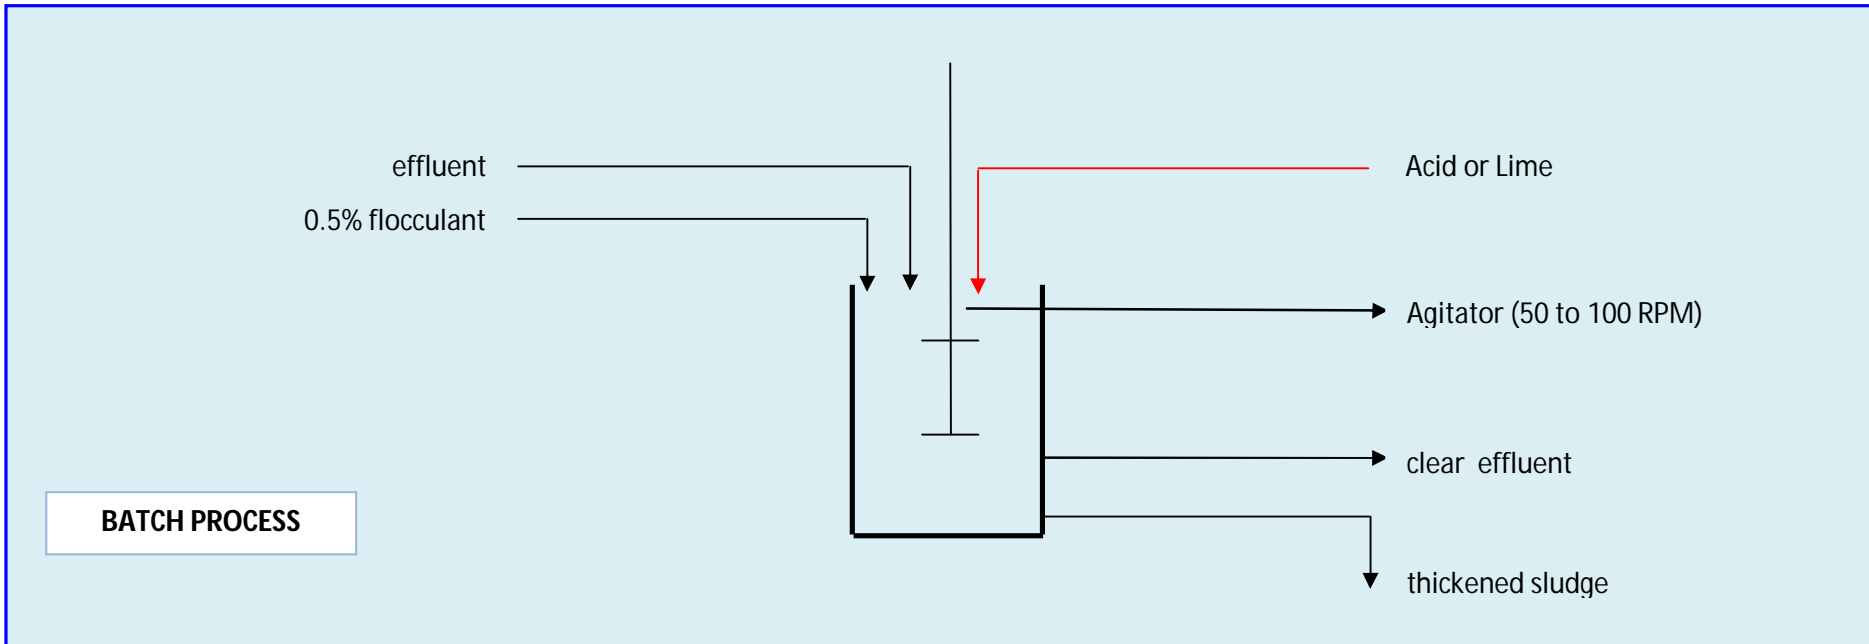 effluent
Acid or Lime
0.5% flocculant
Agitator (50 to 100 RPM)
clear effluent
BATCH PROCESS
thickened sludge